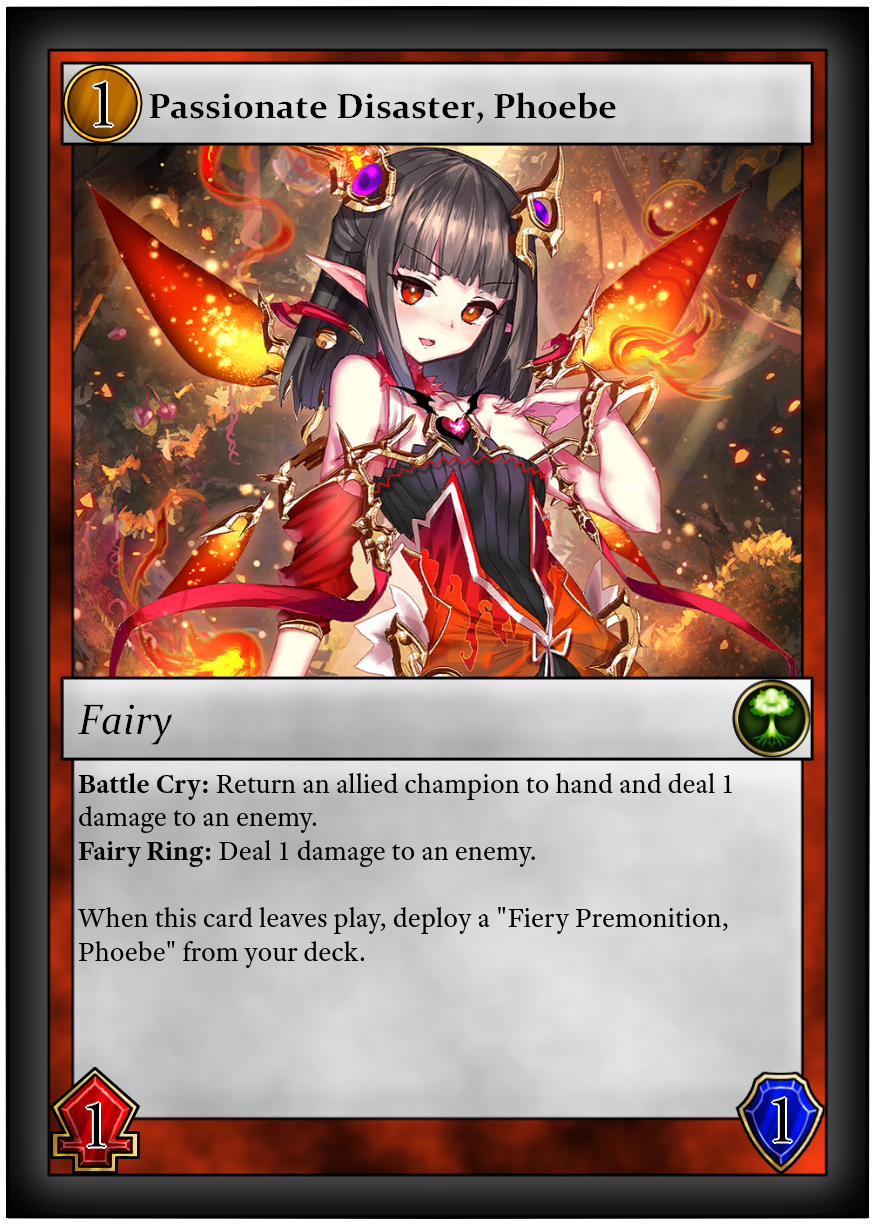 1
Passionate Disaster, Phoebe
Fairy
Battle Cry: Return an allied champion to hand and deal 1
damage to an enemy.
Fairy Ring: Deal 1 damage to an enemy.
When this card leaves play, deploy a "Fiery Premonition,
Phoebe" from your deck.
1
1